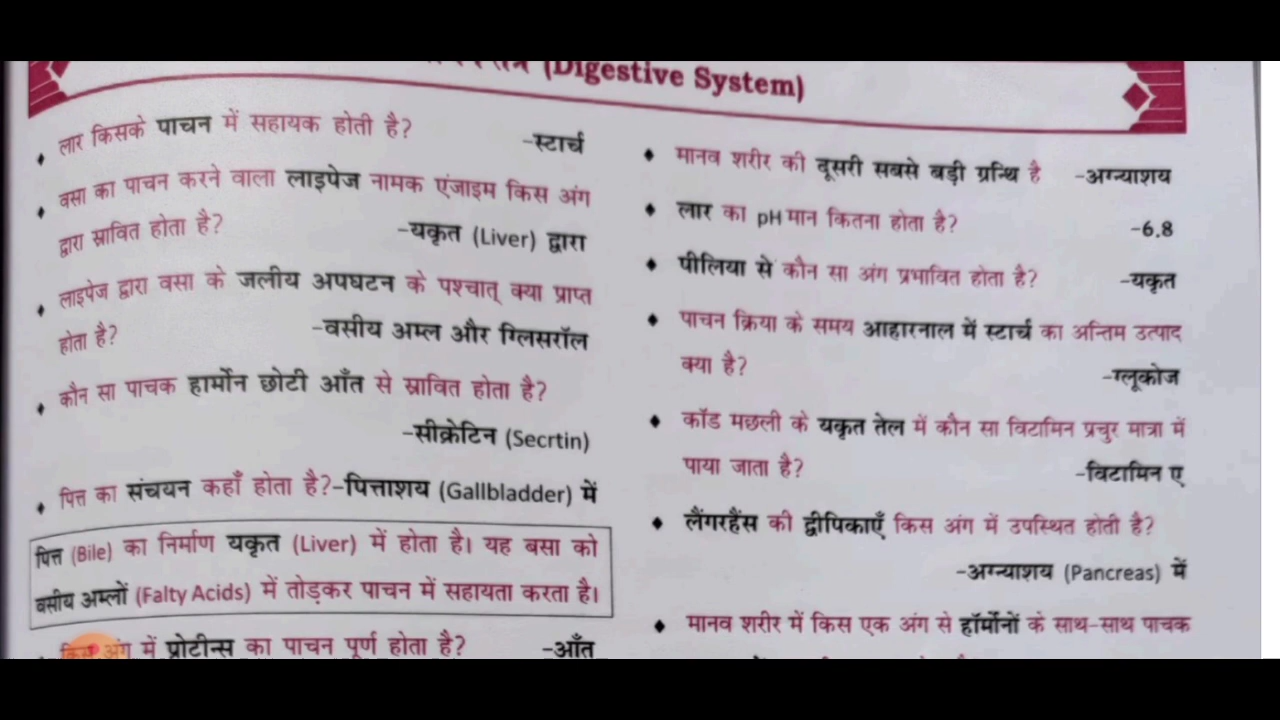 (Digestive System)
लार किसके पाचन में सहायक होती है?
-स्टार्च
वसा का पाचन करने वाला लाइपेज नामक एंजाइम किस अंग
द्वारा स्रावित होता है? -यकृत (Liver) द्वारा
लाइपेज द्वारा वसा के जलीय अपघटन के पश्चात् क्या प्राप्त
होता है? -वसीय अम्ल और ग्लिसरॉल
कौन सा पाचक हार्मोन छोटी आँत से स्रावित होता है?
-सीक्रेटिन (Secrtin)
पित्त का संचयन कहाँ होता है?-पित्ताशय (Gallbladder) में
पित्त (Bile) का निर्माण यकृत (Liver) में होता है। यह बसा को
वसीय अम्लों (Falty Acids) में तोड़कर पाचन में सहायता करता है।
किस अंग में प्रोटीन्स का पाचन पूर्ण होता है? -आँत
मानव शरीर की दूसरी सबसे बड़ी ग्रन्थि है -अग्न्याशय
लार का pH मान कितना होता है? -6.8
पीलिया से कौन सा अंग प्रभावित होता है? -यकृत
पाचन क्रिया के समय आहारनाल में स्टार्च का अन्तिम उत्पाद
क्या है? -ग्लूकोज
कॉड मछली के यकृत तेल में कौन सा विटामिन प्रचुर मात्रा में
पाया जाता है? -विटामिन ए
लैंगरहैंस की द्वीपिकाएँ किस अंग में उपस्थित होती है?
-अग्न्याशय (Pancreas) में
मानव शरीर में किस एक अंग से हॉर्मोनों के साथ-साथ पाचक